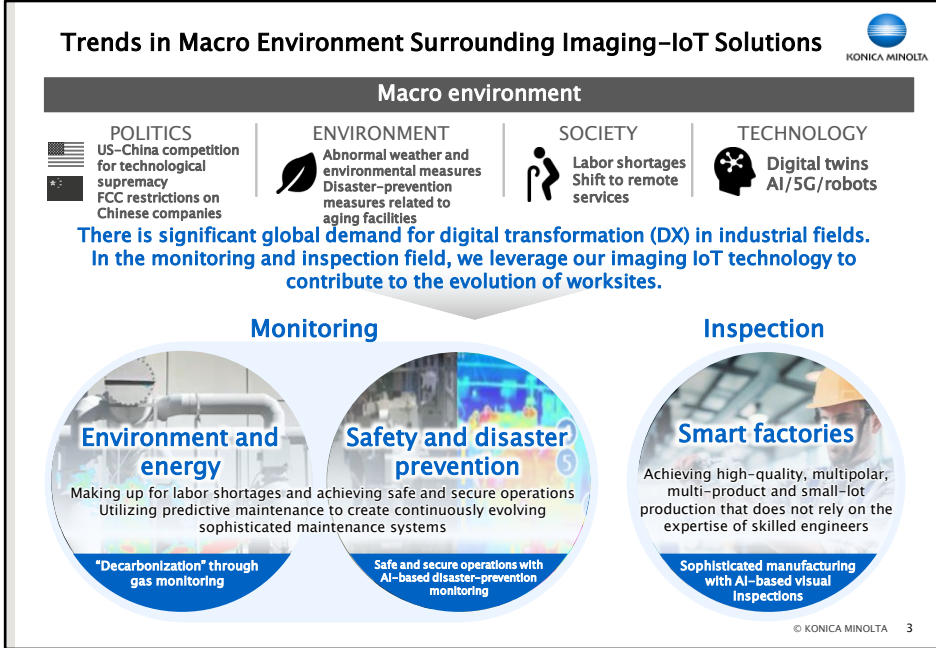 Trends in Macro Environment Surrounding Imaging-IoT Solutions
KONICA MINOLTA
Macro environment
POLITICS
US-China competition
for technological
supremacy
FCC restrictions on
Chinese companies
ENVIRONMENT
Abnormal weather and
environmental measures
Disaster-prevention
measures related to
aging facilities
SOCIETY
Labor shortages
Shift to remote
services
TECHNOLOGY
Digital twins
AI/5G/robots
There is significant global demand for digital transformation (DX) in industrial fields.
In the monitoring and inspection field, we leverage our imaging IoT technology to
contribute to the evolution of worksites.
Monitoring
Environment and
energy
Safety and disaster
prevention
5
Making up for labor shortages and achieving safe and secure operations
Utilizing predictive maintenance to create continuously evolving
sophisticated maintenance systems
"Decarbonization" through
gas monitoring
Safe and secure operations with
AI-based disaster-prevention
monitoring
Inspection
Smart factories
Achieving high-quality, multipolar,
multi-product and small-lot
production that does not rely on the
expertise of skilled engineers
Sophisticated manufacturing
with AI-based visual
inspections
© KONICA MINOLTA 3